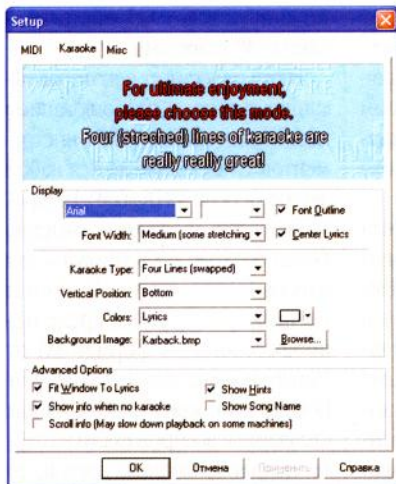 Setup
MIDI Karaoke Misc
For ultimate enjoyment,
please choose this mode.
Four (streched) lines of karaoke are
really really great!
Display
Arial
Font Outline
Font Width: Medium (some stretching
Center Lyrics
Karaoke Type: Four Lines (swapped)
Vertical Position: Bottom
Colors: Lyrics
Background Image: Karback.bmp Browse...
Advanced Options
Fit Window To Lyrics Show Hints
Show info when no karaoke Show Song Name
Scroll info (May slow down playback on some machines)
OK Отмена Применить Справка